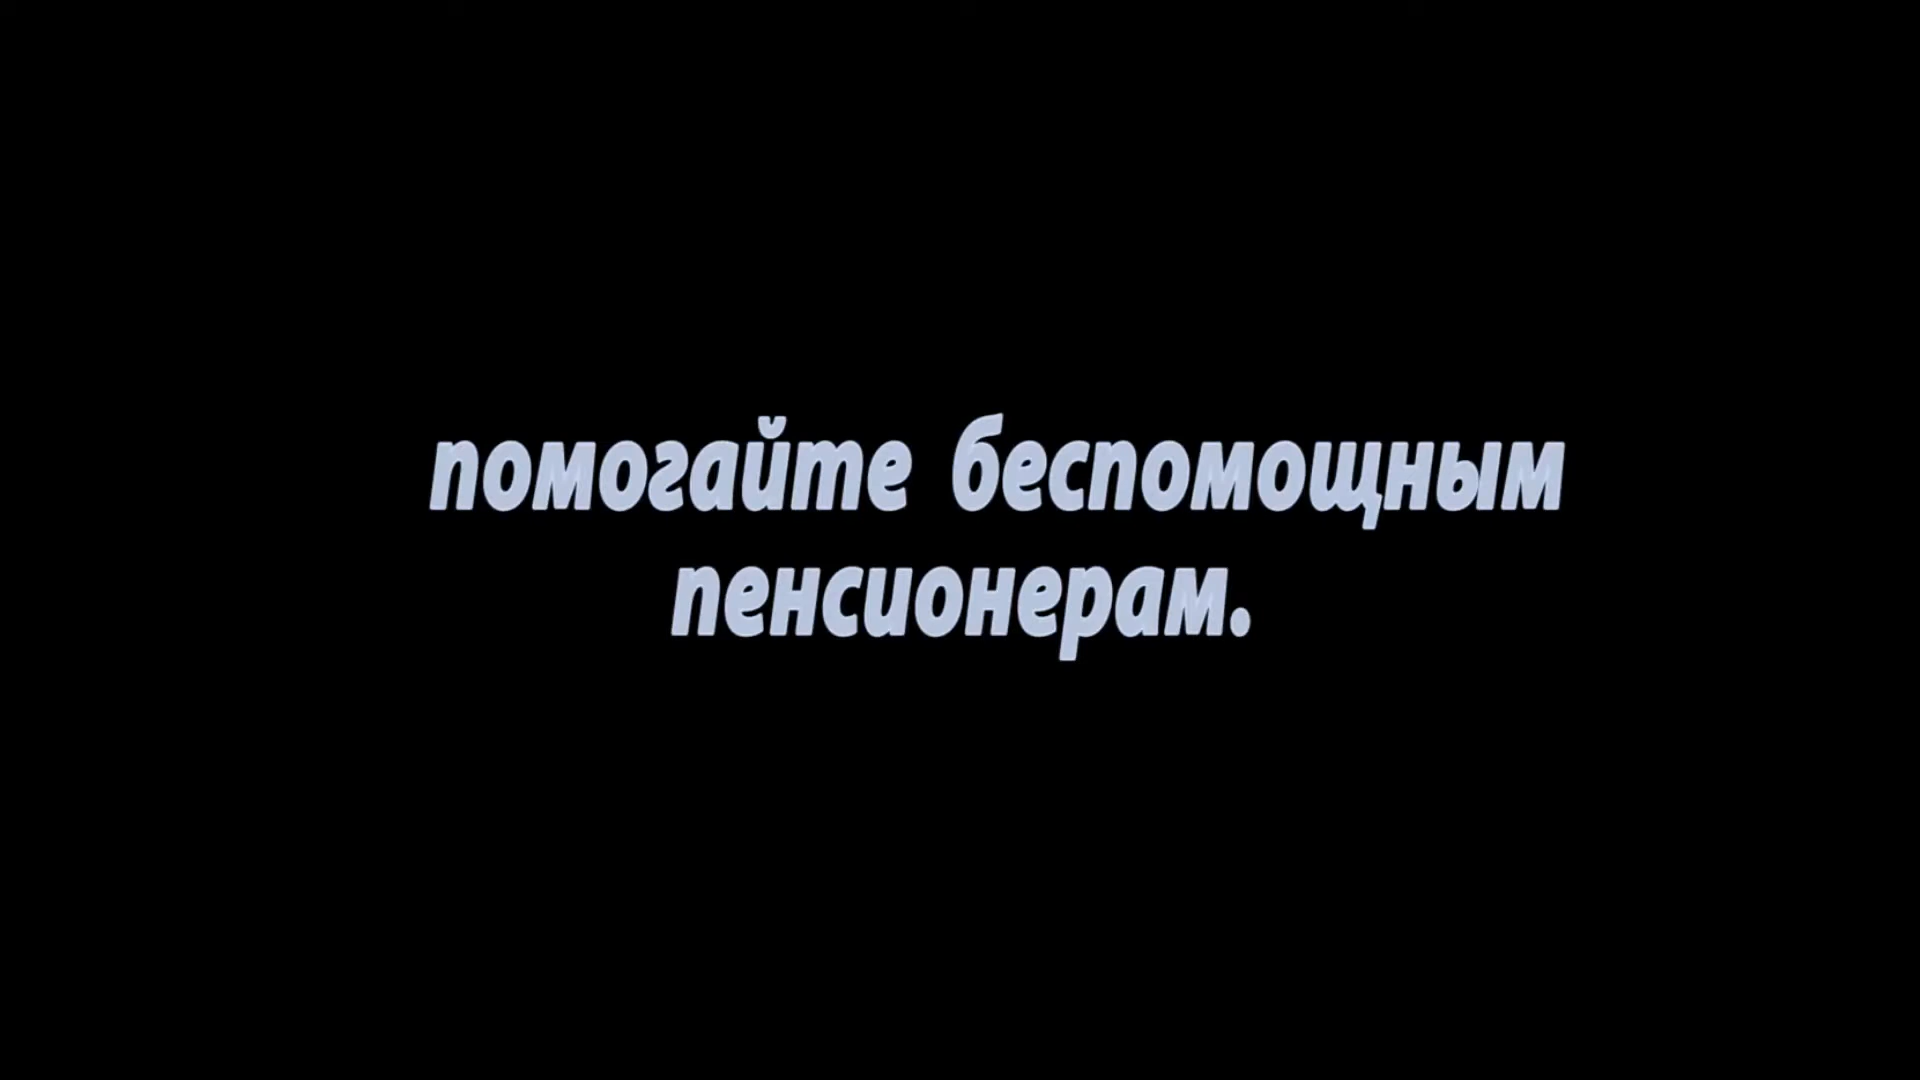 помогайте беспомощным
пенсионерам.